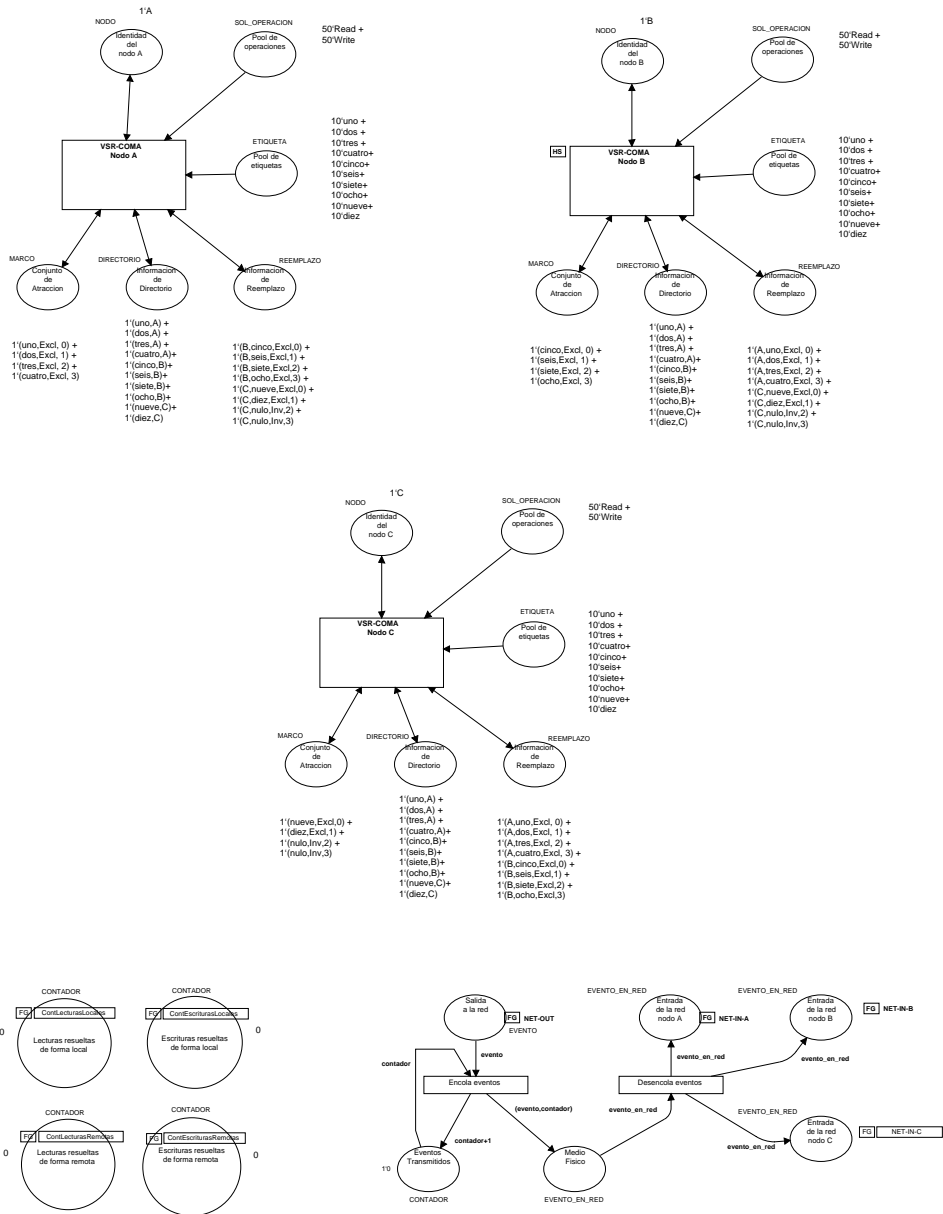 1'A
NODO
Identidad
del
nodo A
SOL_OPERACION
Pool de
operaciones
50'Read +
50'Write
VSR-COMA
Nodo A
ETIQUETA
Pool de
etiquetas
10'uno +
10'dos +
10'tres +
10'cuatro+
10'cinco+
10'seis+
10'siete+
10'ocho+
10'nueve+
10'diez
MARCO
Conjunto
de
Atraccion
DIRECTORIO
Informacion
de
Directorio
REEMPLAZO
Informacion
de
Reemplazo
1'(uno,Excl, 0) +
1'(dos,Excl, 1) +
1'(tres,Excl, 2) +
1'(cuatro,Excl, 3)
1'(uno,A) +
1'(dos,A) +
1'(tres,A) +
1'(cuatro,A)+
1'(cinco,B)+
1'(seis,B)+
1'(siete,B)+
1'(ocho,B)+
1'(nueve,C)+
1'(diez,C)
1'(B,cinco,Excl,0) +
1'(B,seis,Excl,1) +
1'(B,siete,Excl,2) +
1'(B,ocho,Excl,3) +
1'(C,nueve,Excl,0) +
1'(C,diez,Excl,1) +
1'(C,nulo,Inv,2) +
1'(C,nulo,Inv,3)
1'B
NODO
Identidad
del
nodo B
SOL_OPERACION
Pool de
operaciones
50'Read +
50'Write
HS
VSR-COMA
Nodo B
ETIQUETA
Pool de
etiquetas
10'uno +
10'dos +
10'tres +
10'cuatro+
10'cinco+
10'seis+
10'siete+
10'ocho+
10'nueve+
10'diez
MARCO
Conjunto
de
Atraccion
DIRECTORIO
Informacion
de
Directorio
REEMPLAZO
Informacion
de
Reemplazo
1'(cinco,Excl, 0) +
1'(seis,Excl, 1) +
1'(siete,Excl, 2) +
1'(ocho,Excl, 3)
1'(uno,A) +
1'(dos,A) +
1'(tres,A) +
1'(cuatro,A)+
1'(cinco,B)+
1'(seis,B)+
1'(siete,B)+
1'(ocho,B)+
1'(nueve,C)+
1'(diez,C)
1'(A,uno,Excl, 0) +
1'(A,dos,Excl, 1) +
1'(A,tres,Excl, 2) +
1'(A,cuatro,Excl, 3) +
1'(C,nueve,Excl,0) +
1'(C,diez,Excl,1) +
1'(C,nulo,Inv,2) +
1'(C,nulo,Inv,3)
1'C
NODO
Identidad
del
nodo C
SOL_OPERACION
Pool de
operaciones
50'Read +
50'Write
VSR-COMA
Nodo C
ETIQUETA
Pool de
etiquetas
10'uno +
10'dos +
10'tres +
10'cuatro+
10'cinco+
10'seis+
10'siete+
10'ocho+
10'nueve+
10'diez
MARCO
Conjunto
de
Atraccion
DIRECTORIO
Informacion
de
Directorio
REEMPLAZO
Informacion
de
Reemplazo
1'(nueve,Excl,0) +
1'(diez,Excl,1) +
1'(nulo,Inv,2) +
1'(nulo,Inv,3)
1'(uno,A) +
1'(dos,A) +
1'(tres,A) +
1'(cuatro,A)+
1'(cinco,B)+
1'(seis,B)+
1'(siete,B)+
1'(ocho,B)+
1'(nueve,C)+
1'(diez,C)
1'(A,uno,Excl, 0) +
1'(A,dos,Excl, 1) +
1'(A,tres,Excl, 2) +
1'(A,cuatro,Excl, 3) +
1'(B,cinco,Excl,0) +
1'(B,seis,Excl,1) +
1'(B,siete,Excl,2) +
1'(B,ocho,Excl,3)
CONTADOR
FG ContLecturasLocales
0
Lecturas resueltas
de forma local
CONTADOR
FG ContEscriturasLocales
0
Escrituras resueltas
de forma local
CONTADOR
FG ContLecturasRemotas
0
Lecturas resueltas
de forma remota
CONTADOR
FG ContEscriturasRemotas
0
Escrituras resueltas
de forma remota
Salida
a la red
FG NET-OUT
EVENTO
contador
evento
Encola eventos
contador+1
(evento,contador)
1'0
Eventos
Transmitidos
CONTADOR
Medio
Fisico
EVENTO_EN_RED
EVENTO_EN_RED
Entrada
de la red
nodo A
FG NET-IN-A
EVENTO_EN_RED
Entrada
de la red
nodo B
FG NET-IN-B
evento_en_red
evento_en_red
Desencola eventos
evento_en_red
evento_en_red
EVENTO_EN_RED
Entrada
de la red
nodo C
FG NET-IN-C